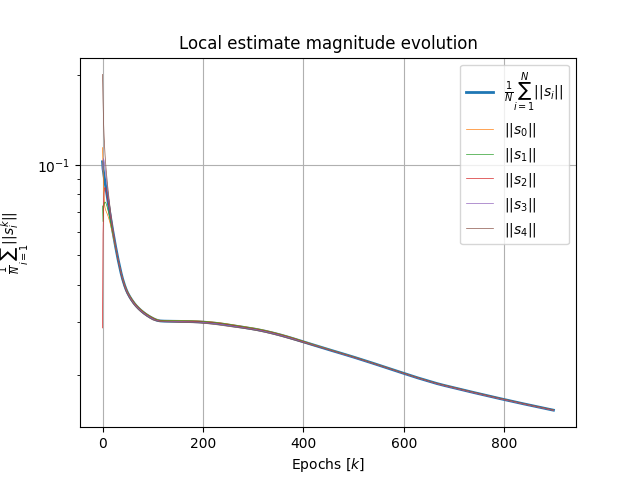 Local estimate magnitude evolution
$\frac{1}{N}\sum_{i=1}^{N}||s_i||$
$||s_0||$
$||s_1||$
$||s_2||$
$||s_3||$
$||s_4||$
$10^{-1}$
$\frac{1}{N}\sum_{i=1}^{N}||s_i^k||$
0 200 400 600 800
Epochs [$k$]